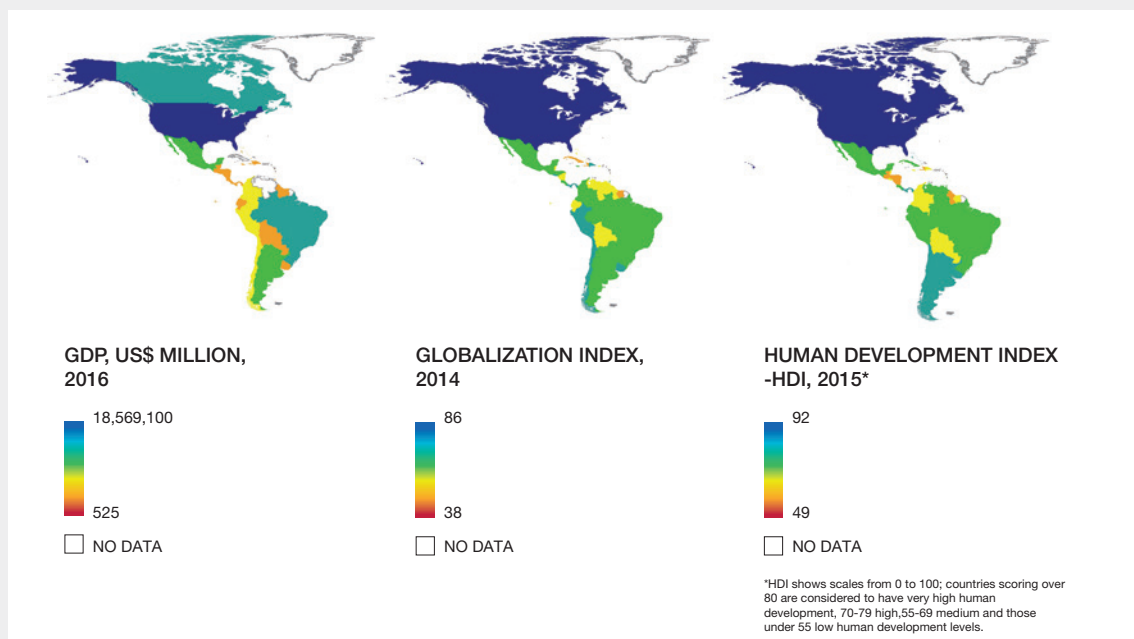 GDP, US$ MILLION,
2016
18,569,100
525
NO DATA
GLOBALIZATION INDEX,
2014
86
38
NO DATA
HUMAN DEVELOPMENT INDEX
-HDI, 2015*
92
49
NO DATA
*HDI shows scales from 0 to 100; countries scoring over
80 are considered to have very high human
development, 70-79 high,55-69 medium and those
under 55 low human development levels.